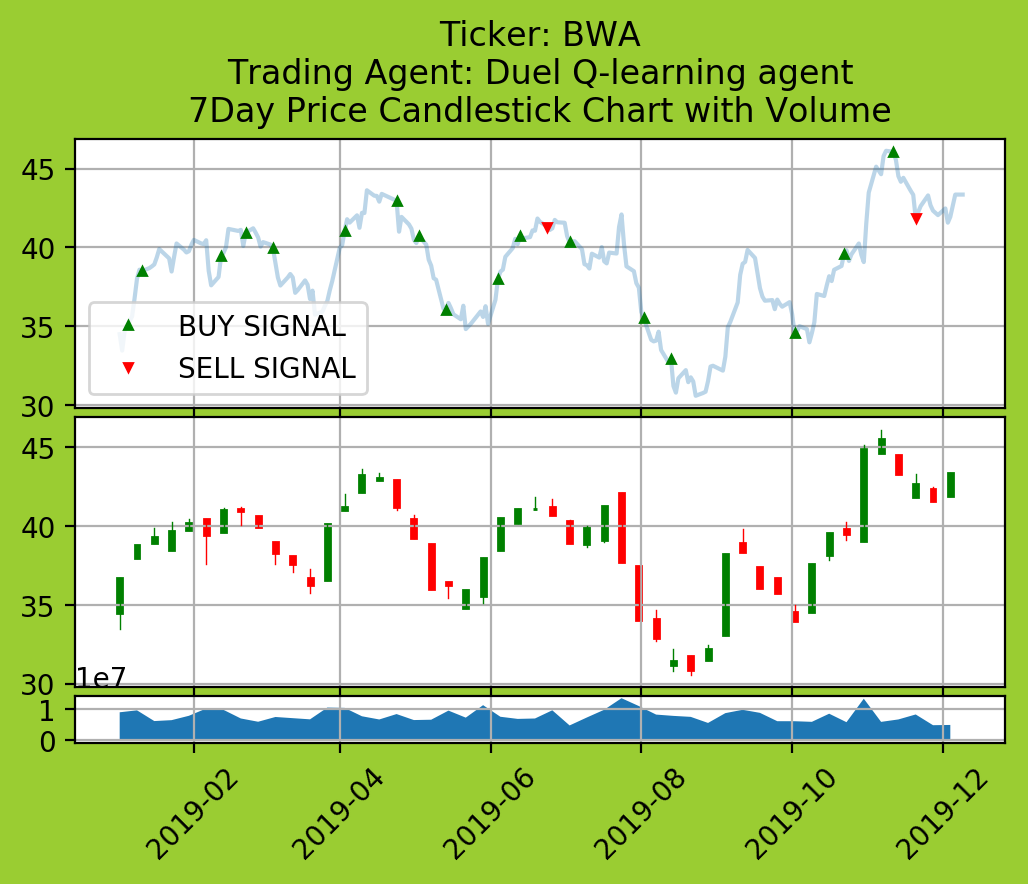 Ticker: BWA
Trading Agent: Duel Q-learning agent
7Day Price Candlestick Chart with Volume
45
40
35
30
BUY SIGNAL
SELL SIGNAL
45
40
35
30
1e7
1
0
2019-02
2019-04
2019-06
2019-08
2019-10
2019-12